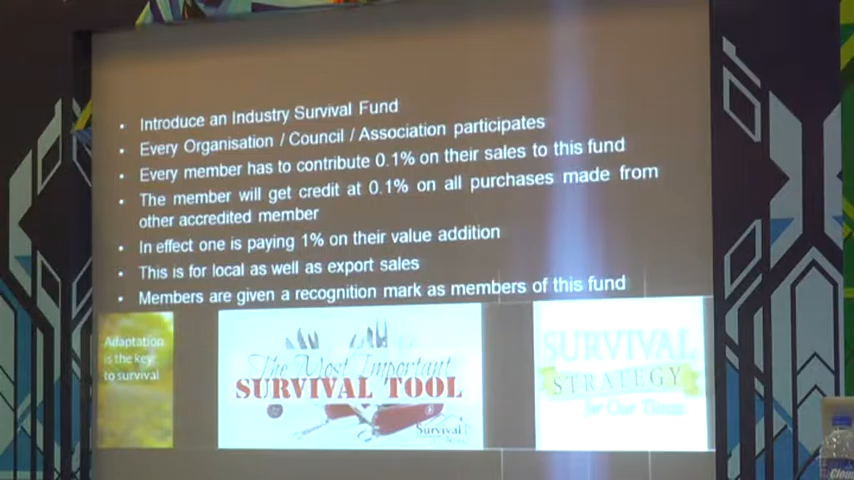 • Introduce an Industry Survival Fund
• Every Organisation / Council / Association participates
• Every member has to contribute 0.1% on their sales to this fund
• The member will get credit at 0.1% on all purchases made from
other accredited member
• In effect one is paying 1% on their value addition
• This is for local as well as export sales
• Members are given a recognition mark as members of this fund
Adaptation
is the key
to survival
The Most Important
SURVIVAL TOOL
Survival
SURVIVAL
STRATEGY
for Our Times